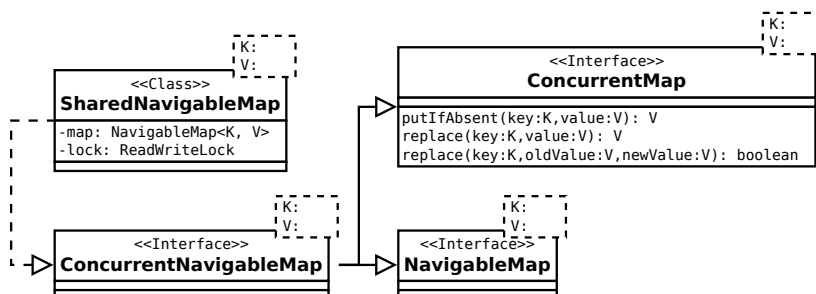 K:
V:
<<Class>>
SharedNavigableMap
-map: NavigableMap<K, V>
-lock: ReadWriteLock
K:
V:
<<Interface>>
ConcurrentMap
putIfAbsent(key:K,value:V): V
replace(key:K,value:V): V
replace(key:K,oldValue:V,newValue:V): boolean
K:
V:
<<Interface>>
ConcurrentNavigableMap
K:
V:
<<Interface>>
NavigableMap